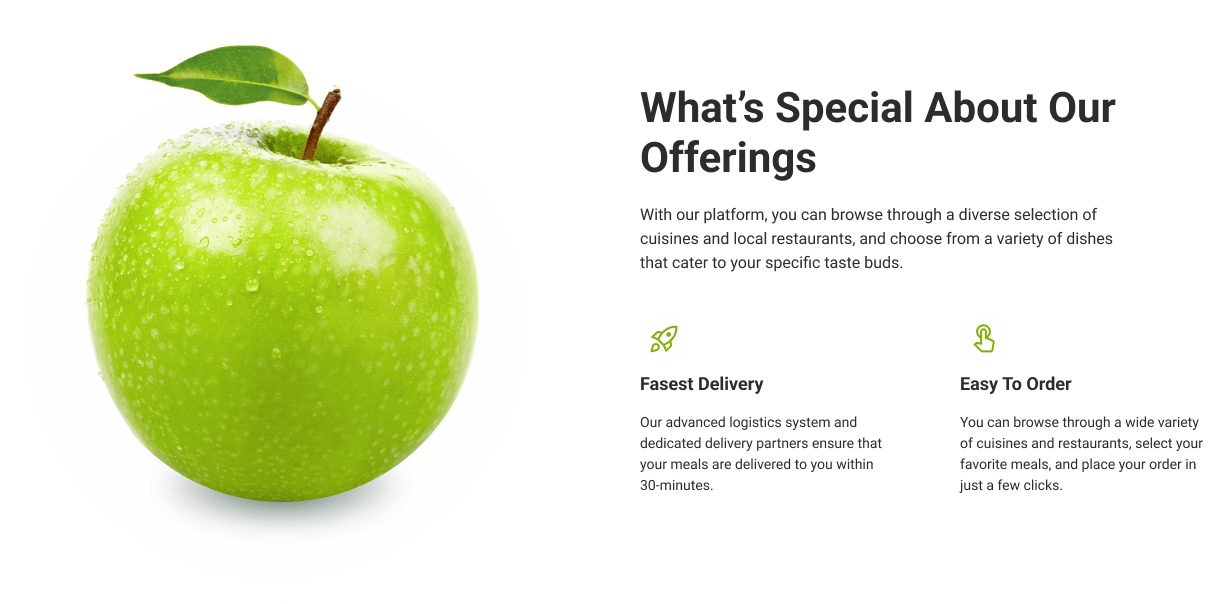 What’s Special About Our
Offerings
With our platform, you can browse through a diverse selection of
cuisines and local restaurants, and choose from a variety of dishes
that cater to your specific taste buds.
Fasest Delivery
Our advanced logistics system and
dedicated delivery partners ensure that
your meals are delivered to you within
30-minutes.
Easy To Order
You can browse through a wide variety
of cuisines and restaurants, select your
favorite meals, and place your order in
just a few clicks.